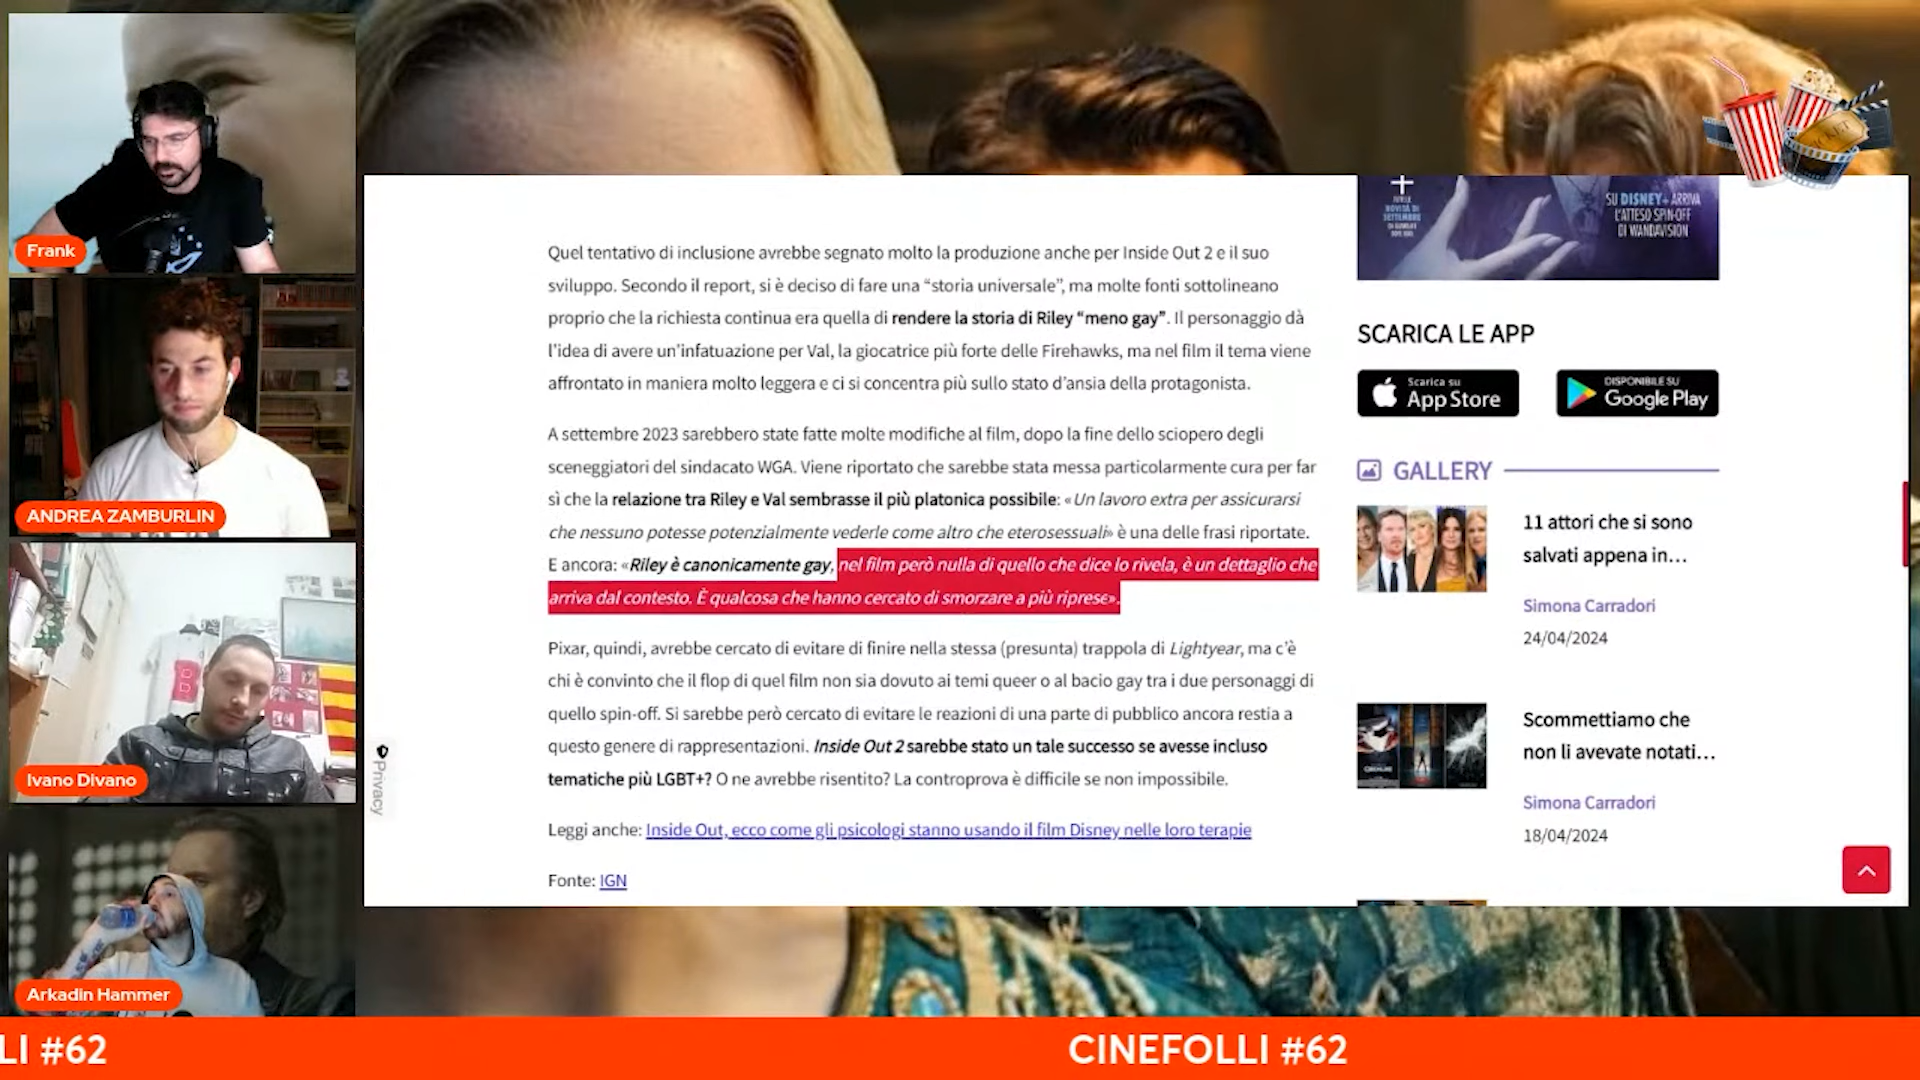 Frank
ANDREA ZAMBURLIN
Ivano Divano
Arkadin Hammer
Quel tentativo di inclusione avrebbe segnato molto la produzione anche per Inside Out 2 e il suo
sviluppo. Secondo il report, si è deciso di fare una “storia universale”, ma molte fonti sottolineano
proprio che la richiesta continua era quella di rendere la storia di Riley “meno gay”. Il personaggio dà
l’idea di avere un’infatuazione per Val, la giocatrice più forte delle Firehawks, ma nel film il tema viene
affrontato in maniera molto leggera e ci si concentra più sullo stato d’ansia della protagonista.
A settembre 2023 sarebbero state fatte molte modifiche al film, dopo la fine dello sciopero degli
sceneggiatori del sindacato WGA. Viene riportato che sarebbe stata messa particolarmente cura per far
sì che la relazione tra Riley e Val sembrasse il più platonica possibile: «Un lavoro extra per assicurarsi
che nessuno potesse potenzialmente vederle come altro che eterosessuali» è una delle frasi riportate.
E ancora: «Riley è canonicamente gay, nel film però nulla di quello che dice lo rivela, è un dettaglio che
arriva dal contesto. È qualcosa che hanno cercato di smorzare a più riprese».
Pixar, quindi, avrebbe cercato di evitare di finire nella stessa (presunta) trappola di Lightyear, ma c’è
chi è convinto che il flop di quel film non sia dovuto ai temi queer o al bacio gay tra i due personaggi di
quello spin-off. Si sarebbe però cercato di evitare le reazioni di una parte di pubblico ancora restia a
questo genere di rappresentazioni. Inside Out 2 sarebbe stato un tale successo se avesse incluso
tematiche più LGBT+? O ne avrebbe risentito? La controprova è difficile se non impossibile.
Leggi anche: Inside Out, ecco come gli psicologi stanno usando il film Disney nelle loro terapie
Fonte: IGN
Privacy
NOVITÀ DI
SETTEMBRE
SU DISNEY+ ARRIVA
L'ATTESO SPIN-OFF
DI WANDAVISION
SCARICA LE APP
Scarica su
App Store
DISPONIBILE SU
Google Play
GALLERY
11 attori che si sono
salvati appena in...
Simona Carradori
24/04/2024
Scommettiamo che
non li avevate notati...
Simona Carradori
18/04/2024
LI #62
CINEFOLLI #62